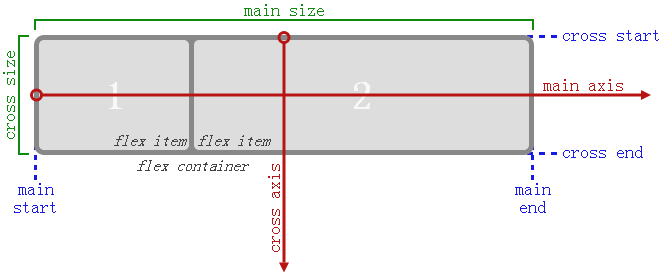 main size
cross start
cross size
main axis
1
2
flex item
flex item
cross end
flex container
cross axis
main
start
main
end